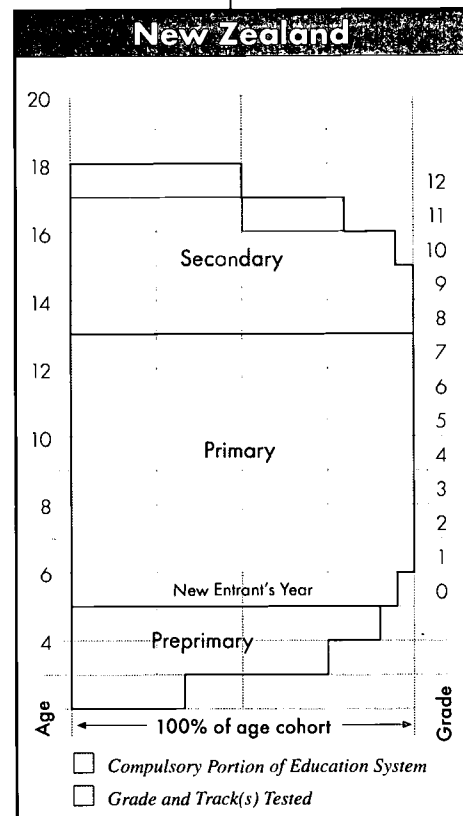 New Zealand
20
18
12
11
16
10
Secondary
9
14
8
7
12
6
5
10
Primary
4
3
8
2
1
6
New Entrant's Year
0
Preprimary
4
Age
100% of age cohort
Grade
Compulsory Portion of Education System
Grade and Track(s) Tested